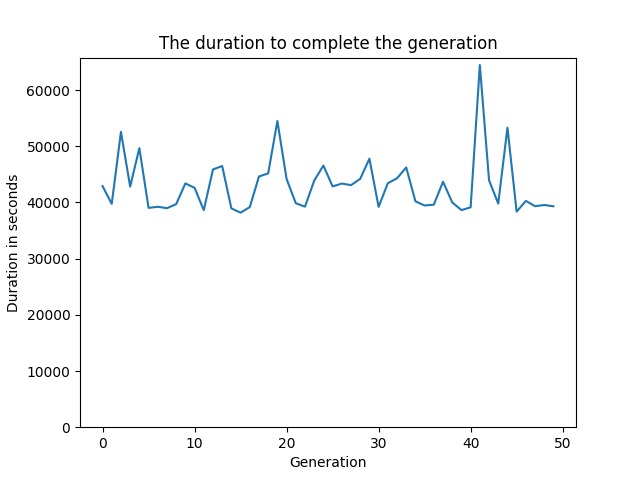 The duration to complete the generation
60000
50000
40000
30000
20000
10000
0
Duration in seconds
0 10 20 30 40 50
Generation